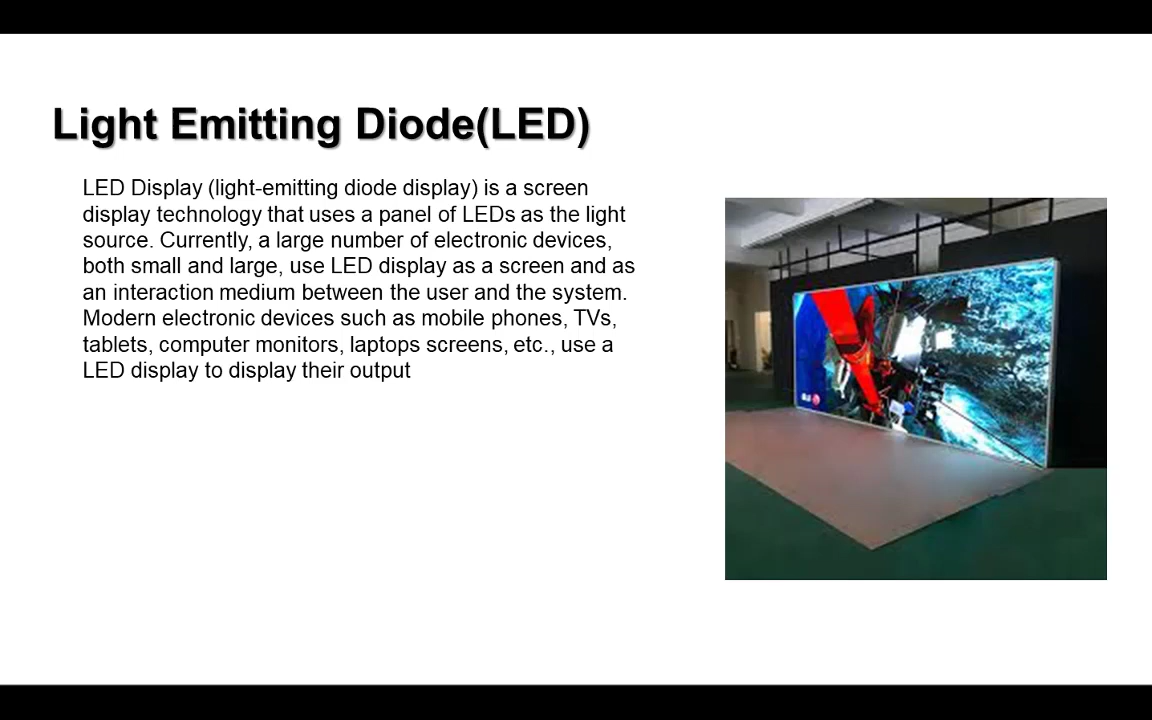 Light Emitting Diode(LED)
LED Display (light-emitting diode display) is a screen
display technology that uses a panel of LEDs as the light
source. Currently, a large number of electronic devices,
both small and large, use LED display as a screen and as
an interaction medium between the user and the system.
Modern electronic devices such as mobile phones, TVs,
tablets, computer monitors, laptops screens, etc., use a
LED display to display their output